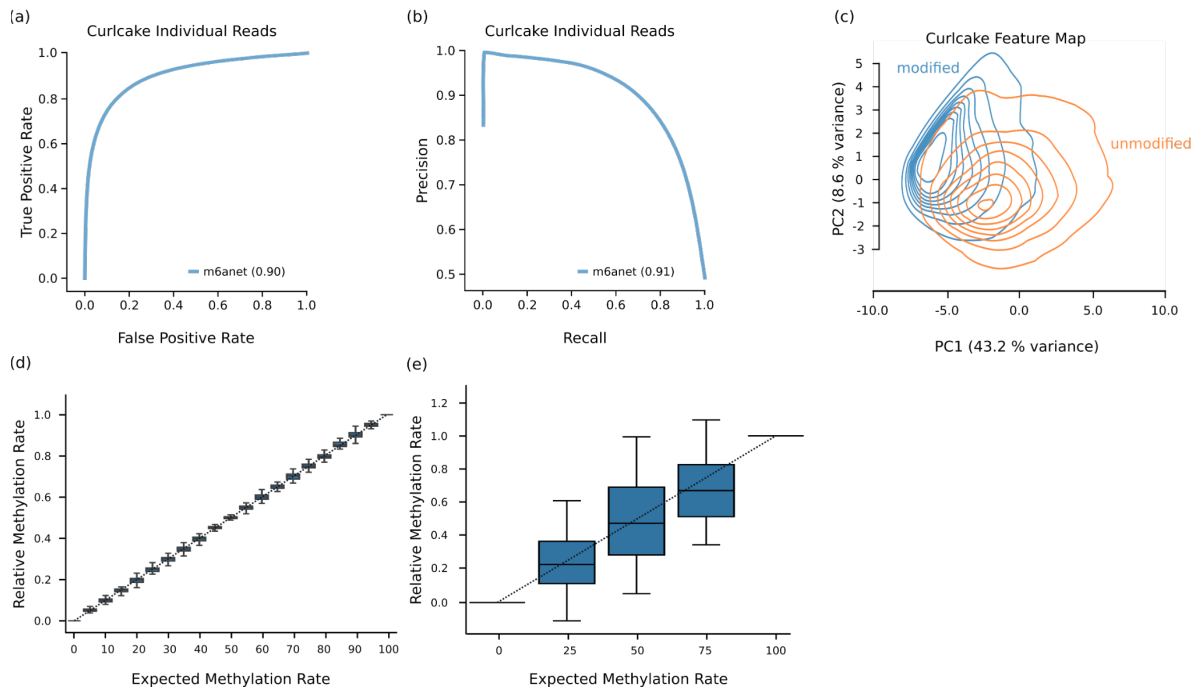 (a)
Curlcake Individual Reads
True Positive Rate
1.0
0.8
0.6
0.4
0.2
0.0
m6anet (0.90)
0.0 0.2 0.4 0.6 0.8 1.0
False Positive Rate
(b)
Curlcake Individual Reads
Precision
1.0
0.9
0.8
0.7
0.6
0.5
m6anet (0.91)
0.0 0.2 0.4 0.6 0.8 1.0
Recall
(c)
Curlcake Feature Map
modified
unmodified
PC2 (8.6 % variance)
5
4
3
2
1
0
-1
-2
-3
-10.0 -5.0 0.0 5.0 10.0
PC1 (43.2 % variance)
(d)
Relative Methylation Rate
1.0
0.8
0.6
0.4
0.2
0.0
0 10 20 30 40 50 60 70 80 90 100
Expected Methylation Rate
(e)
Relative Methylation Rate
1.2
1.0
0.8
0.6
0.4
0.2
0.0
0 25 50 75 100
Expected Methylation Rate